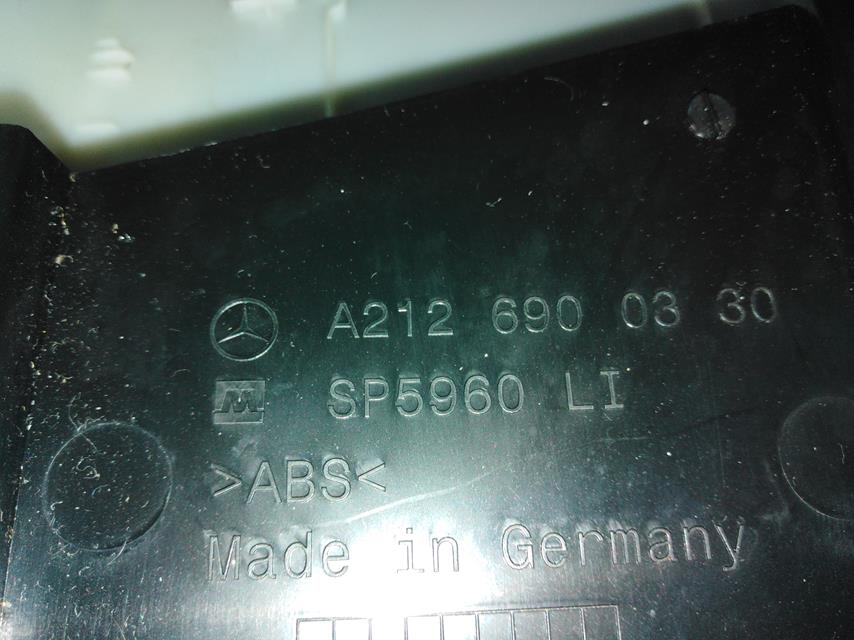 A212 690 03 30
M SP5960 LI
>ABS<
Made in Germany